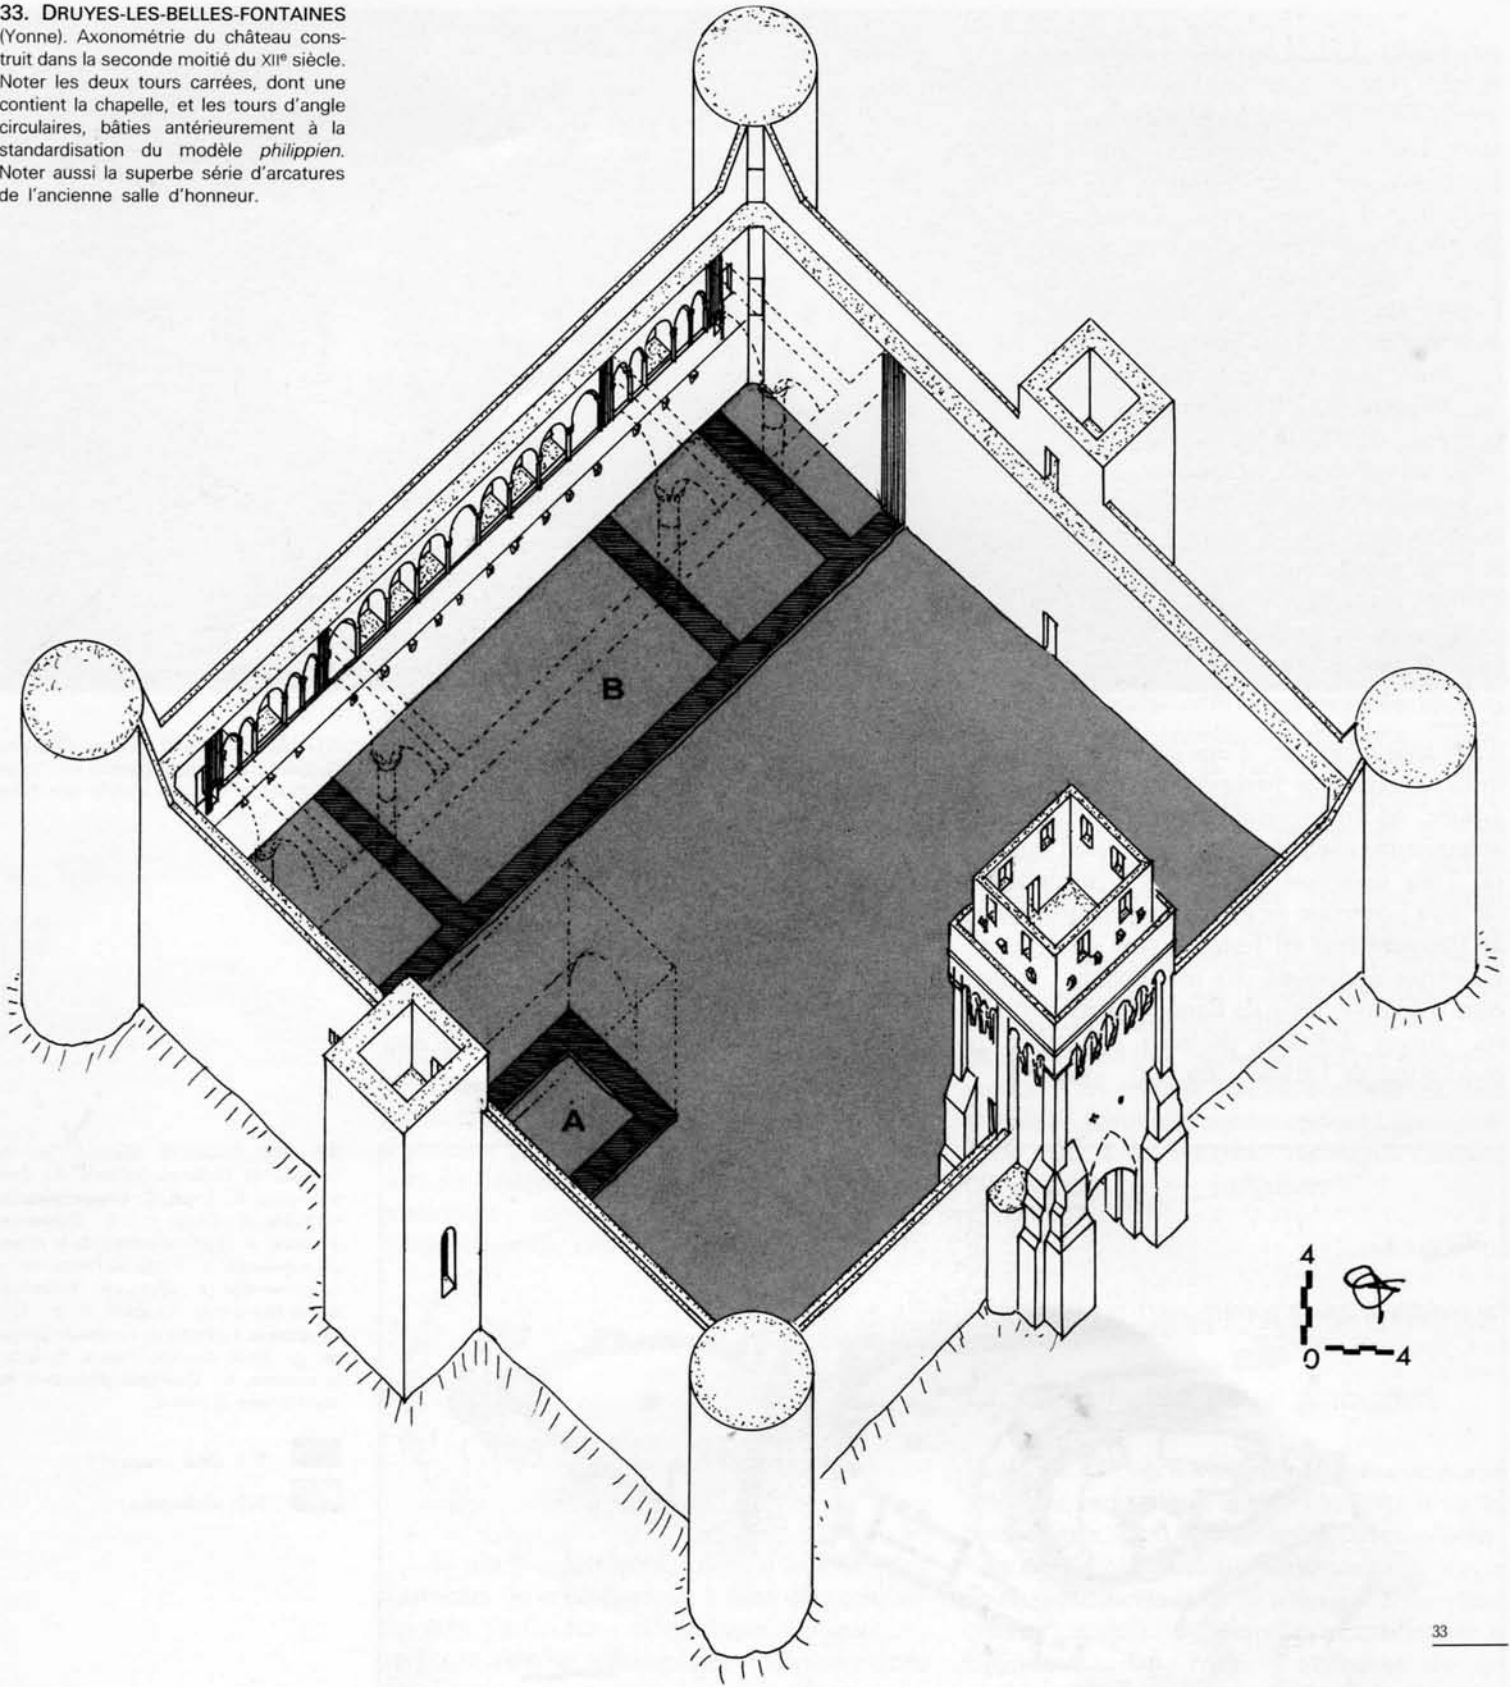 33. DRUYES-LES-BELLES-FONTAINES
(Yonne). Axonométrie du château cons-
truit dans la seconde moitié du XIIᵉ siècle.
Noter les deux tours carrées, dont une
contient la chapelle, et les tours d'angle
circulaires, bâties antérieurement à la
standardisation du modèle philippien.
Noter aussi la superbe série d'arcatures
de l'ancienne salle d'honneur.
B
A
4
0 4
33